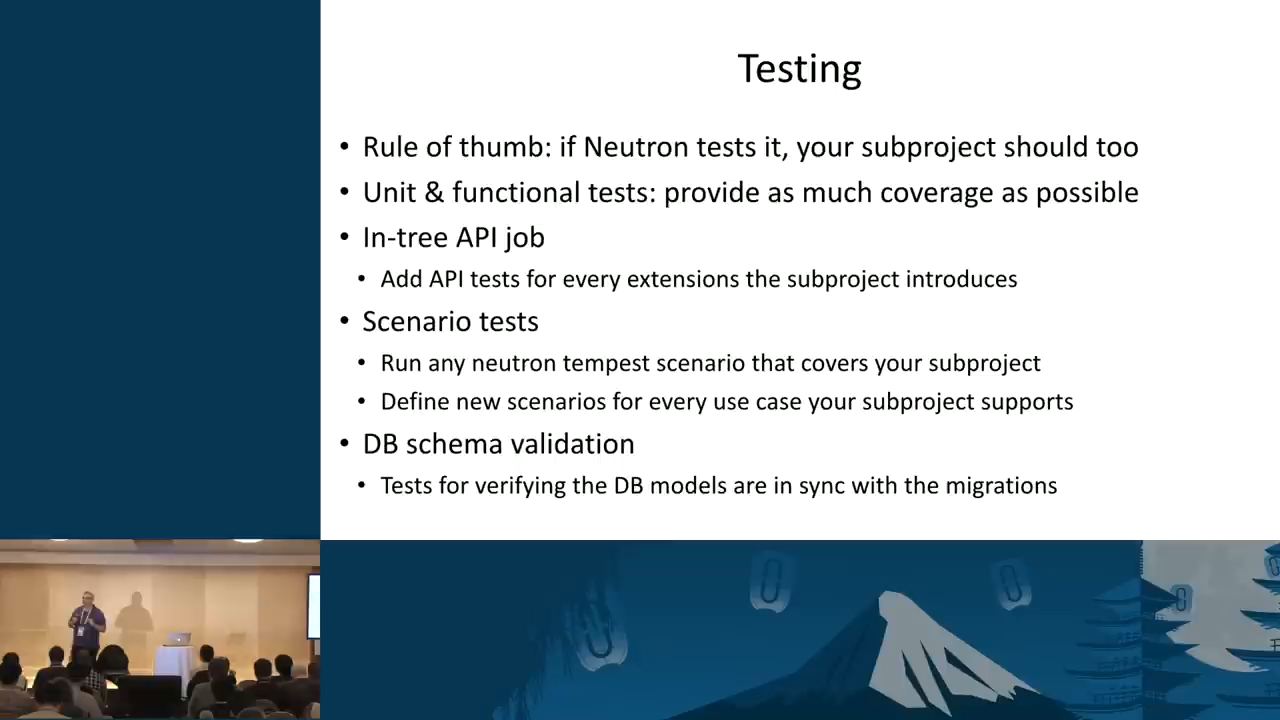 Testing
• Rule of thumb: if Neutron tests it, your subproject should too
• Unit & functional tests: provide as much coverage as possible
• In-tree API job
• Add API tests for every extensions the subproject introduces
• Scenario tests
• Run any neutron tempest scenario that covers your subproject
• Define new scenarios for every use case your subproject supports
• DB schema validation
• Tests for verifying the DB models are in sync with the migrations